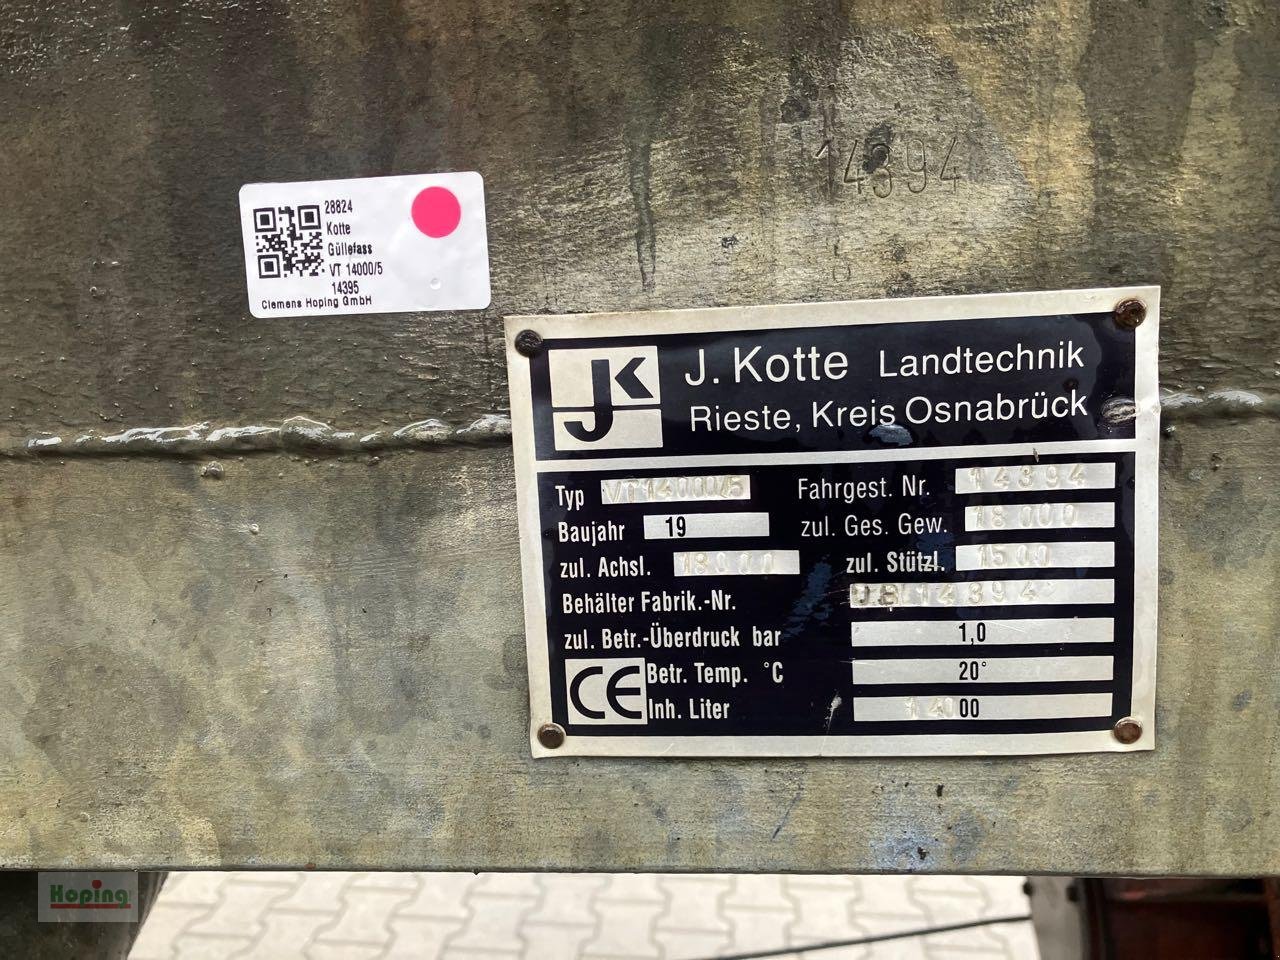 14394
28824
Kotte
Güllefass
VT 14000/5
14395
Clemens Hoping GmbH
JK
J. Kotte Landtechnik
Rieste, Kreis Osnabrück
Typ VT14000/5 Fahrgest. Nr. 14394
Baujahr 19 zul. Ges. Gew. 18000
zul. Achsl. 18000 zul. Stützl. 1500
Behälter Fabrik.-Nr. 14394
zul. Betr.-Überdruck bar 1,0
CE Betr. Temp. °C 20°
Inh. Liter 14000
Hoping